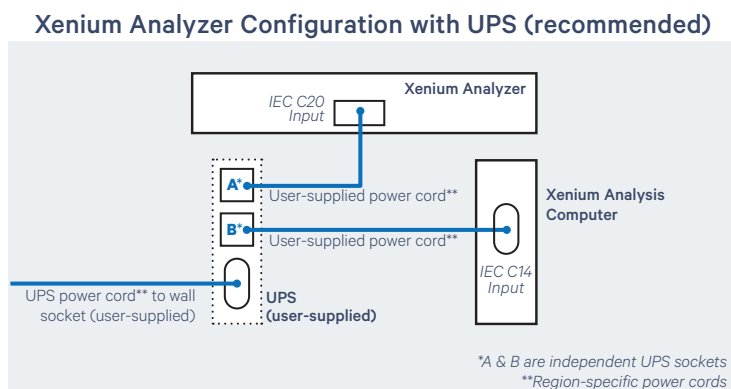 Xenium Analyzer Configuration with UPS (recommended)
Xenium Analyzer
IEC C20
Input
A*
User-supplied power cord**
B*
User-supplied power cord**
Xenium Analysis
Computer
IEC C14
Input
UPS power cord** to wall
socket (user-supplied)
UPS
(user-supplied)
*A & B are independent UPS sockets
**Region-specific power cords